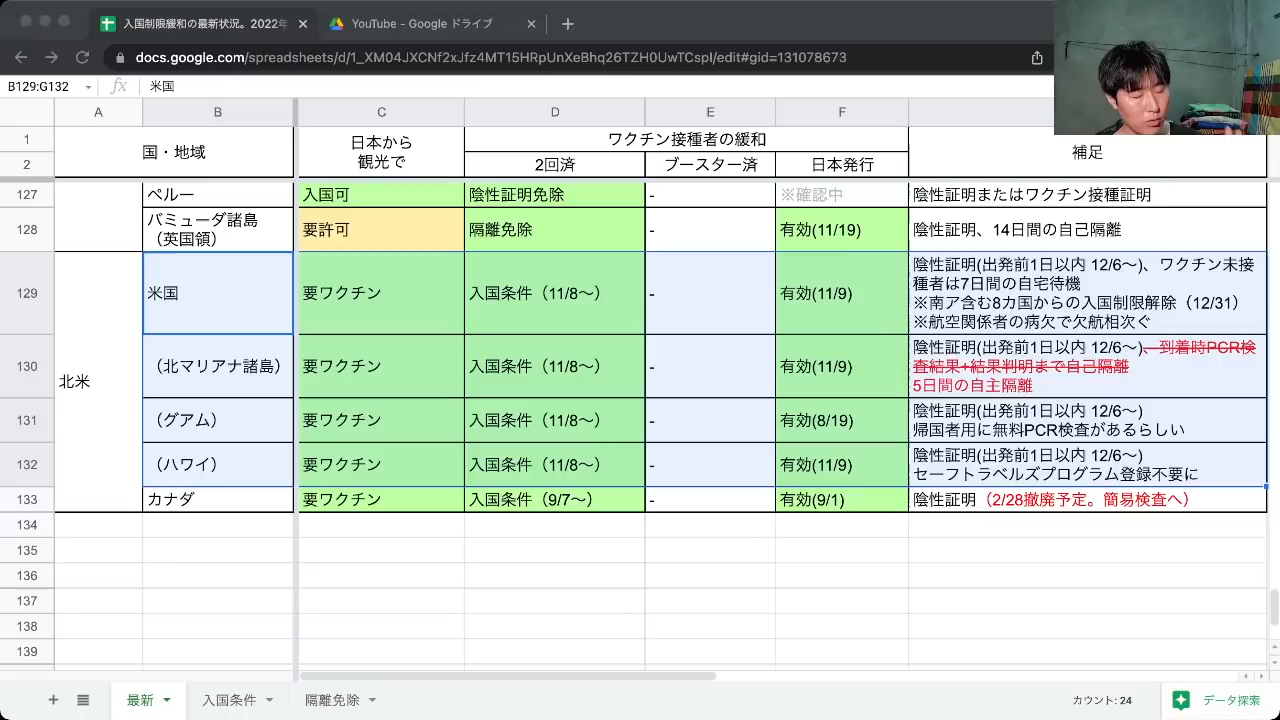 入国制限緩和の最新状況。2022年
YouTube - Google ドライブ
docs.google.com/spreadsheets/d/1_XM04JXCNf2xJfz4MT15HRpUnXeBhq26TZH0UwTCspI/edit#gid=131078673
B129:G132
fx
米国
A B C D E F
1
2
国・地域
日本から
観光で
ワクチン接種者の緩和
2回済 ブースター済 日本発行
補足
127 ペルー 入国可 陰性証明免除 - ※確認中 陰性証明またはワクチン接種証明
128 バミューダ諸島
（英国領） 要許可 隔離免除 - 有効(11/19) 陰性証明、14日間の自己隔離
北米
129 米国 要ワクチン 入国条件（11/8～） - 有効(11/9) 陰性証明(出発前1日以内 12/6～)、ワクチン未接
種者は7日間の自宅待機
※南ア含む8カ国からの入国制限解除（12/31）
※航空関係者の病欠で欠航相次ぐ
130 （北マリアナ諸島） 要ワクチン 入国条件（11/8～） - 有効(11/9) 陰性証明(出発前1日以内 12/6～)、到着時PCR検
査結果+結果判明まで自己隔離
5日間の自主隔離
131 （グアム） 要ワクチン 入国条件（11/8～） - 有効(8/19) 陰性証明(出発前1日以内 12/6～)
帰国者用に無料PCR検査があるらしい
132 （ハワイ） 要ワクチン 入国条件（11/8～） - 有効(11/9) 陰性証明(出発前1日以内 12/6～)
セーフトラベルズプログラム登録不要に
133 カナダ 要ワクチン 入国条件（9/7～） - 有効(9/1) 陰性証明（2/28撤廃予定。簡易検査へ）
134
135
136
137
138
139
最新 入国条件 隔離免除 カウント: 24 データ探索